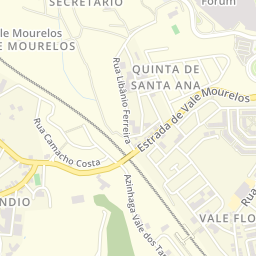 SECRETÁRIO
Forum
Vale Mourelos
E MOURELOS
Rua Libânio Ferreira
QUINTA DE
SANTA ANA
Estrada de Vale Mourelos
Rua Camacho Costa
Azinhaga Vale dos Ta
Rua
NDIO
VALE FLO